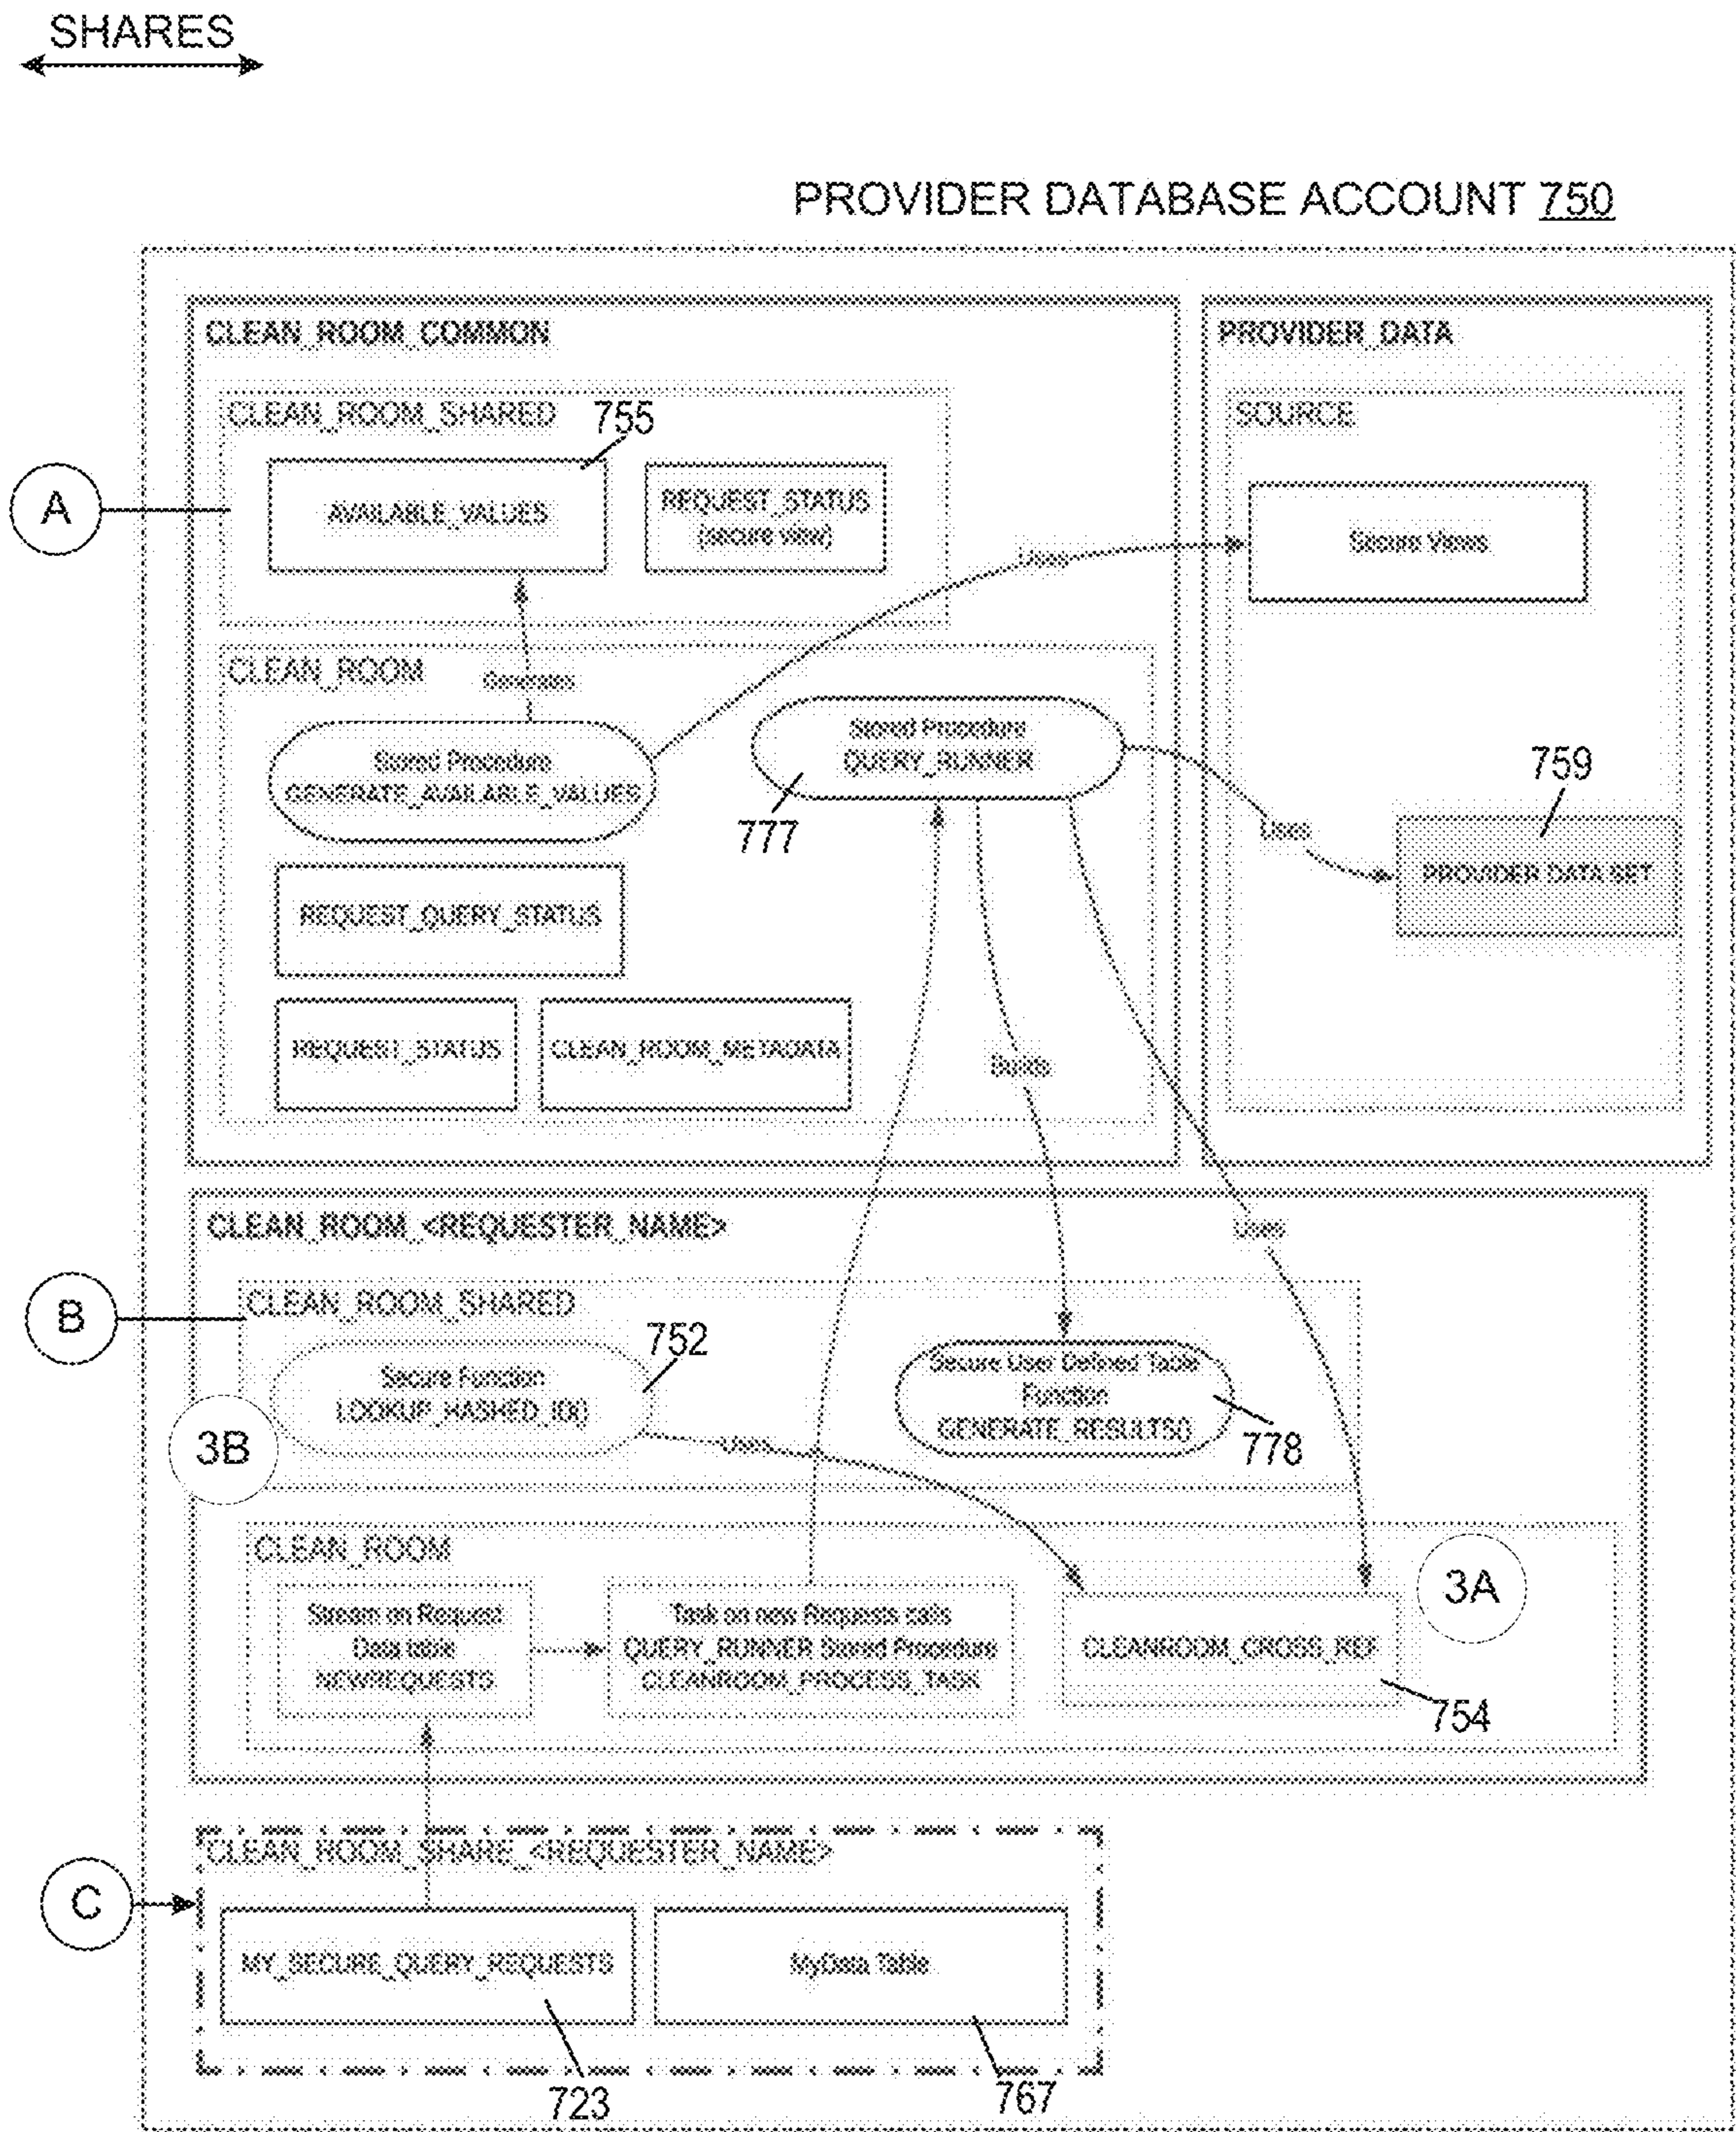 SHARES
PROVIDER DATABASE ACCOUNT 750
CLEAN_ROOM_COMMON
CLEAN_ROOM_SHARED
755
A
AVAILABLE_VALUES
REQUEST_STATUS
(secure view)
PROVIDER_DATA
SOURCE
Secure Views
Uses
CLEAN_ROOM
Generates
Stored Procedure
GENERATE_AVAILABLE_VALUES
Stored Procedure
QUERY_RUNNER
777
759
Uses
PROVIDER DATA SET
REQUEST_QUERY_STATUS
REQUEST_STATUS
CLEAN_ROOM_METADATA
Builds
CLEAN_ROOM_<REQUESTER_NAME>
Uses
B
CLEAN_ROOM_SHARED
752
Secure Function
LOOKUP_HASHED_ID()
3B
Uses
Secure User Defined Table
Function
GENERATE_RESULTS()
778
CLEAN_ROOM
Stream on Request
Data table
NEWREQUESTS
Task on new Requests calls
QUERY_RUNNER Stored Procedure
CLEANROOM_PROCESS_TASK
3A
CLEANROOM_CROSS_REF
754
CLEAN_ROOM_SHARE_<REQUESTER_NAME>
C
MY_SECURE_QUERY_REQUESTS
MyData Table
723
767